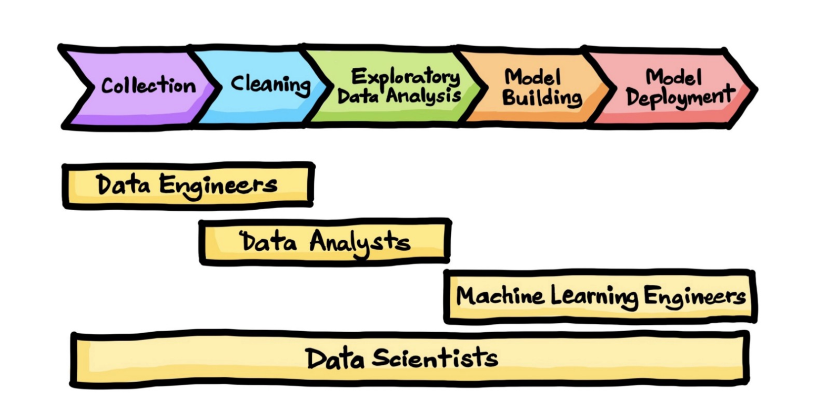 Collection
Cleaning
Exploratory
Data Analysis
Model
Building
Model
Deployment
Data Engineers
Data Analysts
Machine Learning Engineers
Data Scientists